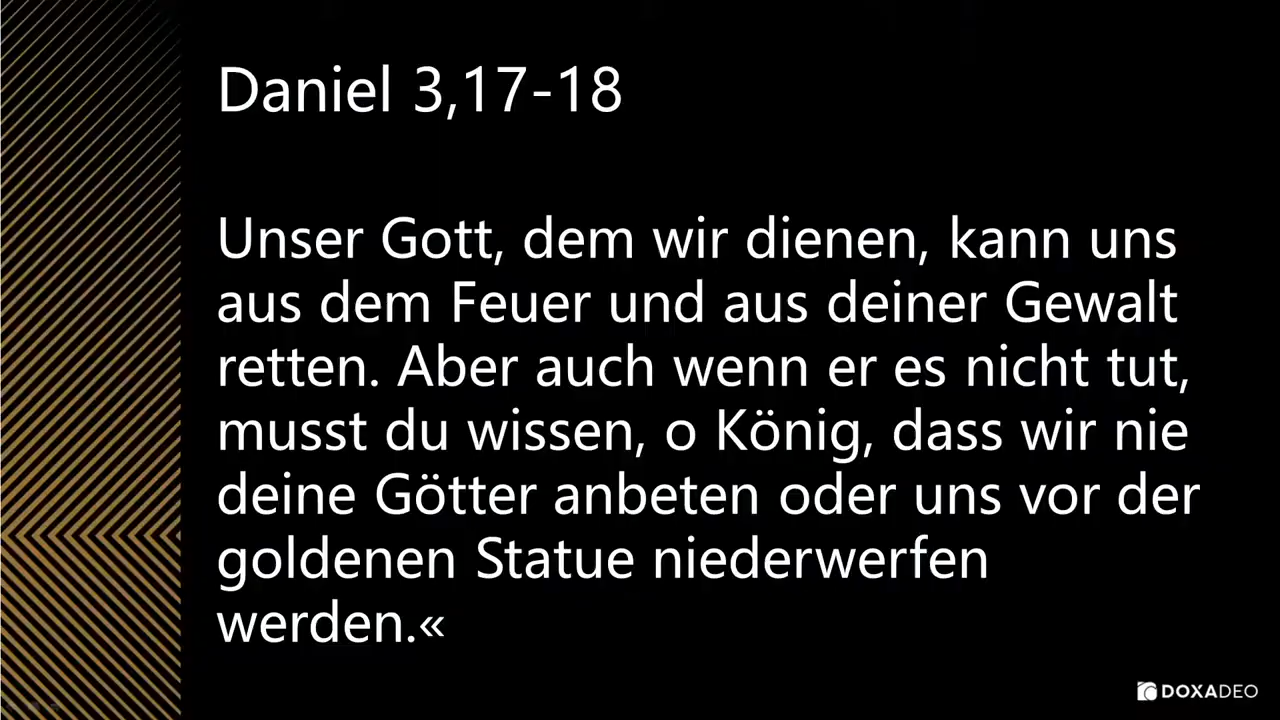 Daniel 3,17-18
Unser Gott, dem wir dienen, kann uns
aus dem Feuer und aus deiner Gewalt
retten. Aber auch wenn er es nicht tut,
musst du wissen, o König, dass wir nie
deine Götter anbeten oder uns vor der
goldenen Statue niederwerfen
werden.«
DOXADEO